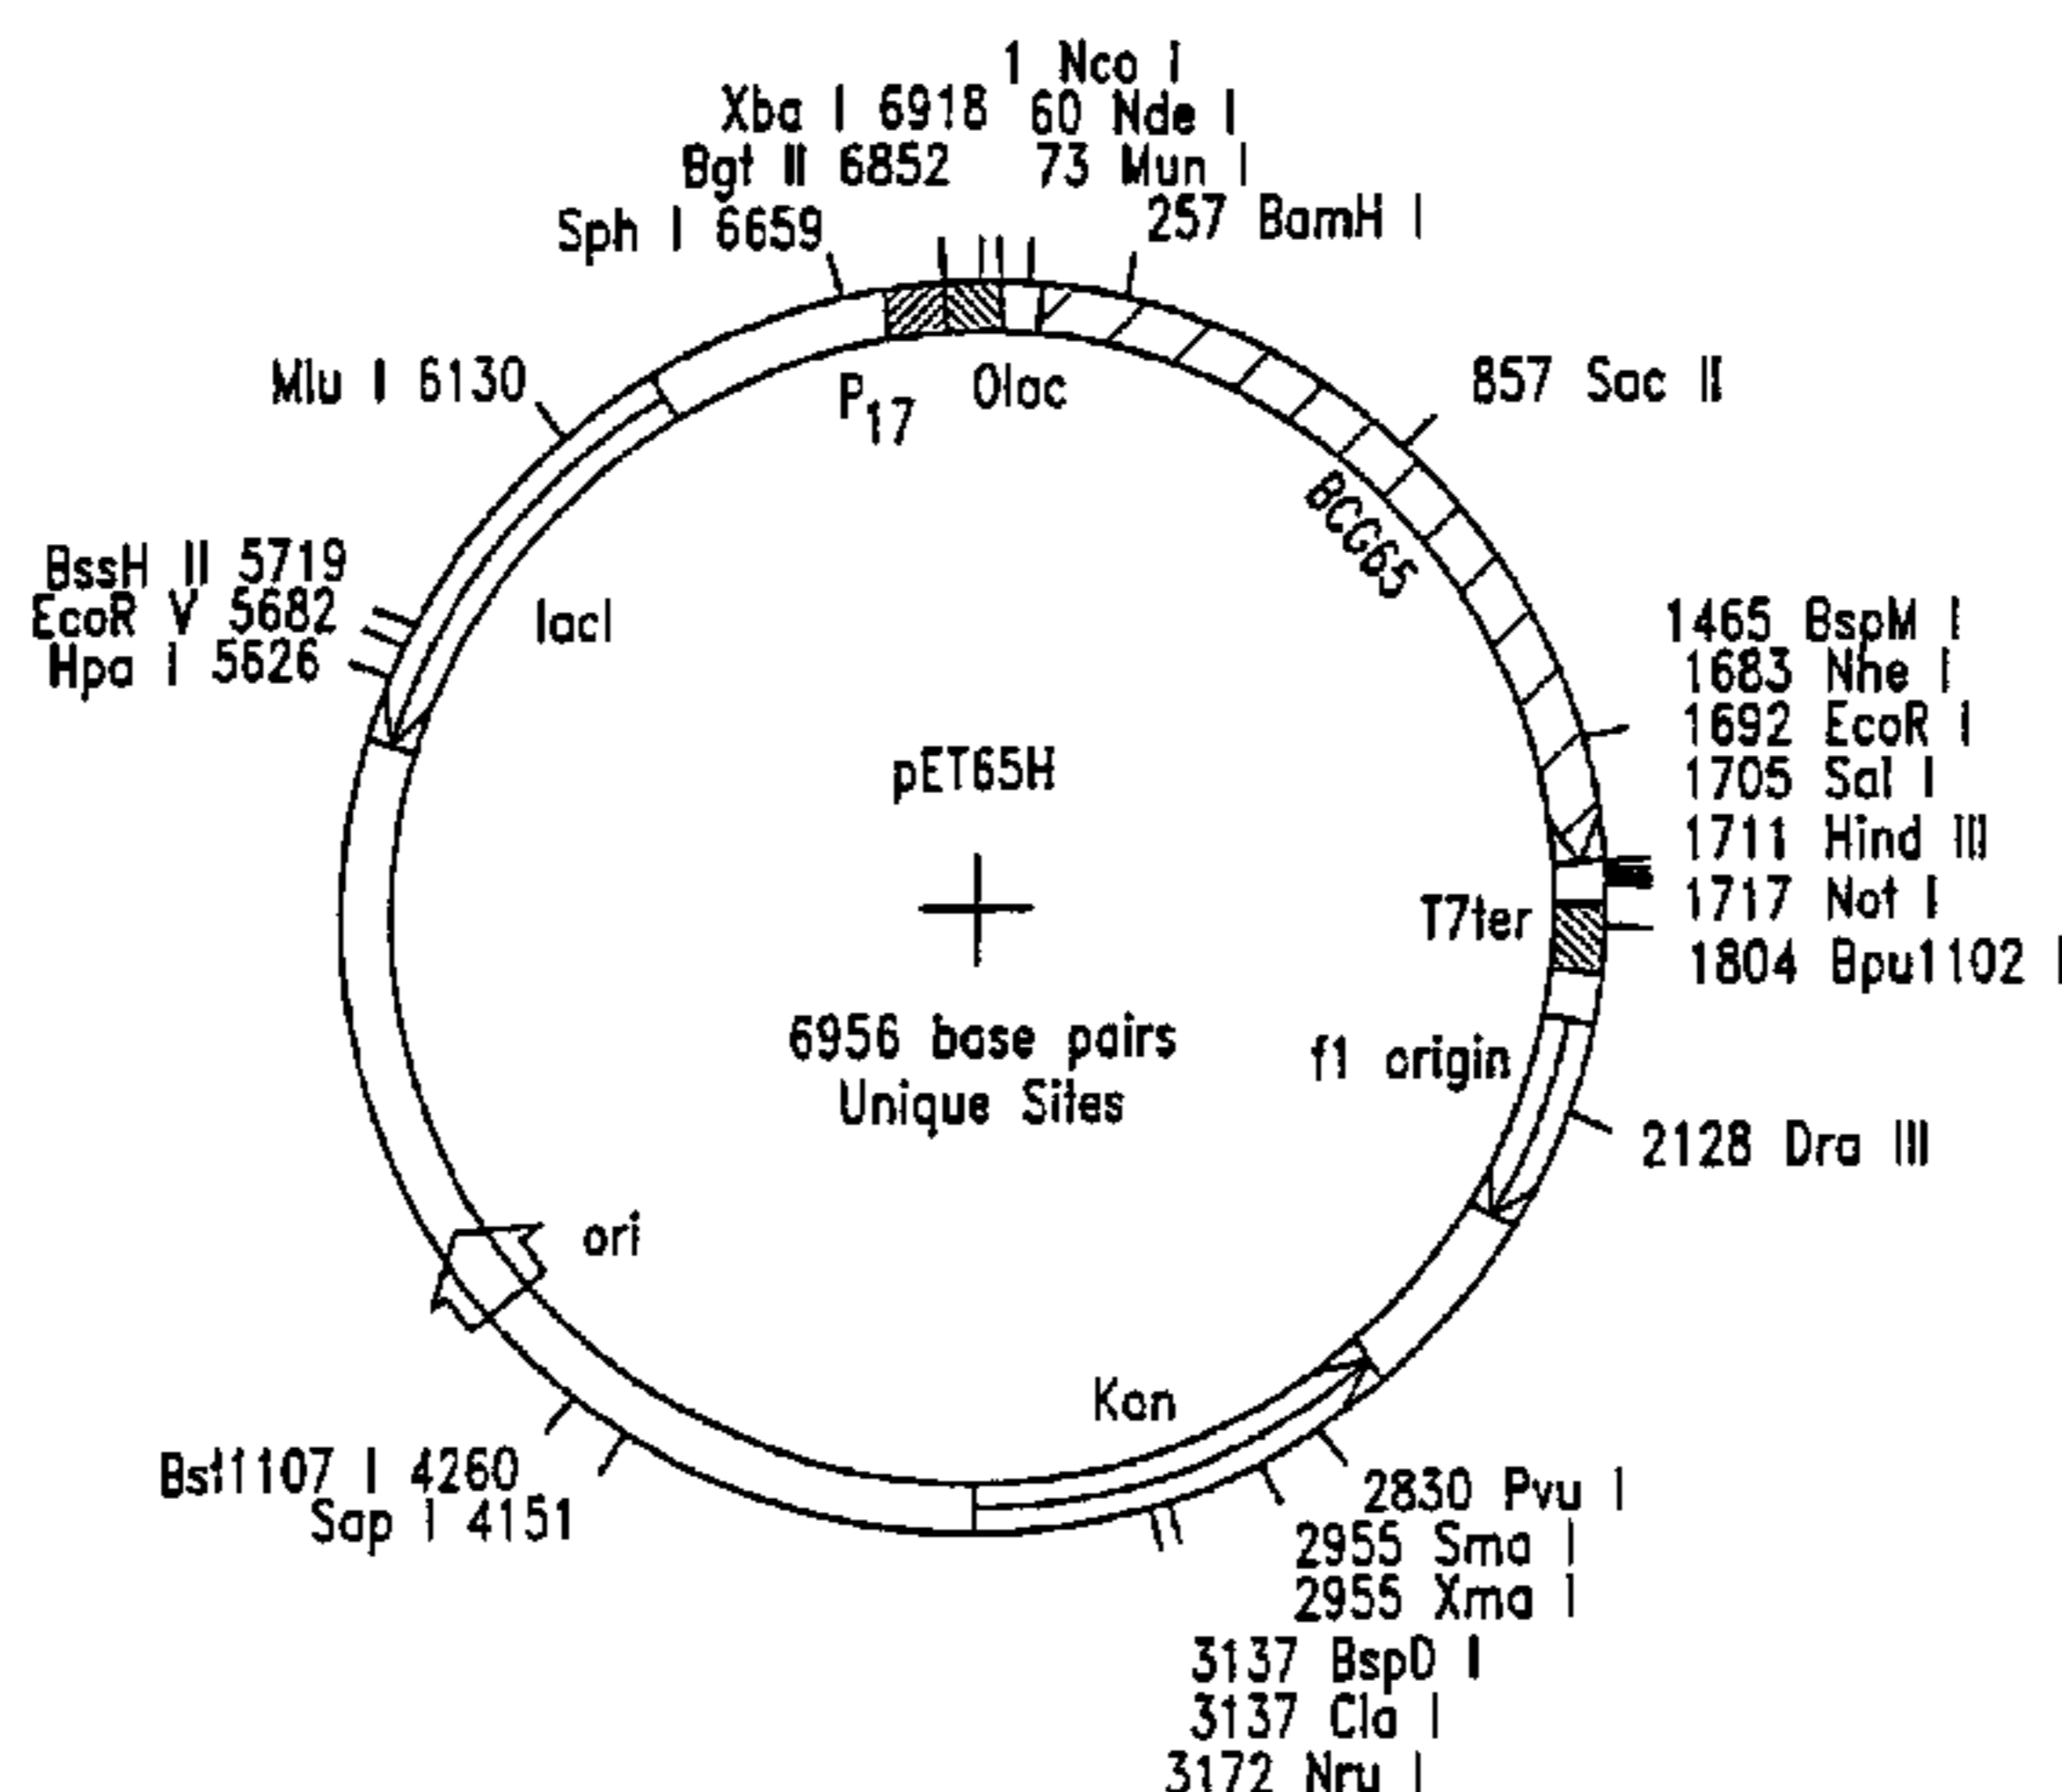 1 Nco I
Xba I 6918
60 Nde I
Bgt II 6852
73 Mun I
257 BamH I
Sph I 6659
Mlu I 6130
P17
Olac
857 Sac II
BCG65
BssH II 5719
EcoR V 5682
Hpa I 5626
lacI
1465 BspM I
1683 Nhe I
1692 EcoR I
1705 Sal I
1711 Hind III
1717 Not I
1804 Bpu1102 I
pET65H
T7ter
6956 base pairs
Unique Sites
f1 origin
2128 Dra III
ori
Kan
Bst1107 I 4260
Sap I 4151
2830 Pvu I
2955 Sma I
2955 Xma I
3137 BspD I
3137 Cla I
3172 Nru I